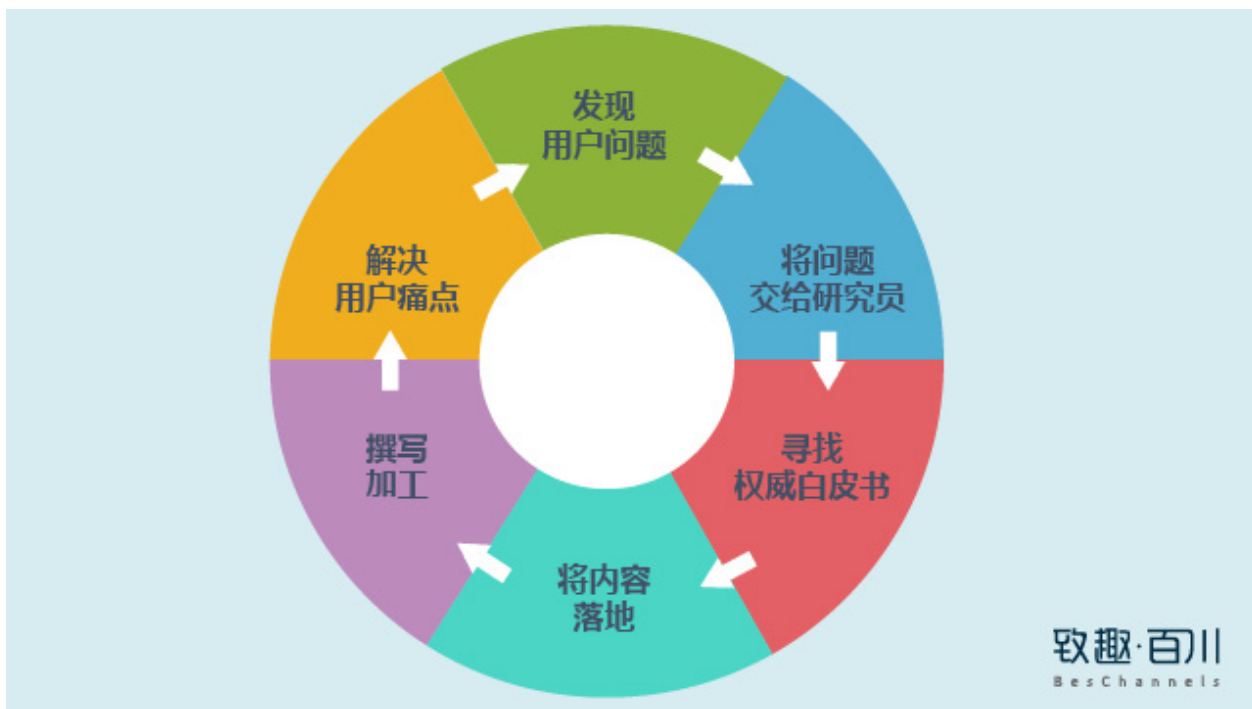 发现
用户问题
将问题
交给研究员
寻找
权威白皮书
将内容
落地
撰写
加工
解决
用户痛点
致趣·百川
BesChannels